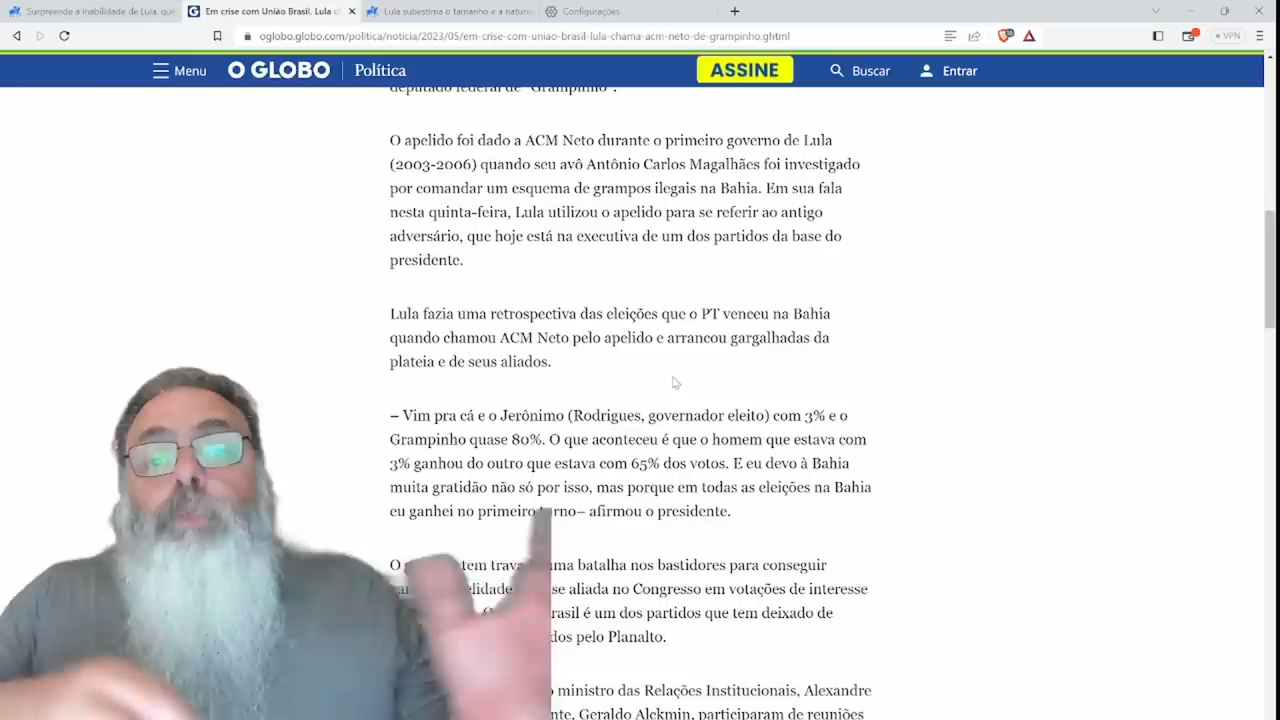 Surpreende a inabilidade de Lula, que
Em crise com União Brasil, Lula c
Lula subestima o tamanho e a nature
Configurações
oglobo.globo.com/politica/noticia/2023/05/em-crise-com-uniao-brasil-lula-chama-acm-neto-de-grampinho.ghtml
VPN
Menu
O GLOBO
Política
ASSINE
Buscar
Entrar
deputado federal de "Grampinho".
O apelido foi dado a ACM Neto durante o primeiro governo de Lula
(2003-2006) quando seu avô Antônio Carlos Magalhães foi investigado
por comandar um esquema de grampos ilegais na Bahia. Em sua fala
nesta quinta-feira, Lula utilizou o apelido para se referir ao antigo
adversário, que hoje está na executiva de um dos partidos da base do
presidente.
Lula fazia uma retrospectiva das eleições que o PT venceu na Bahia
quando chamou ACM Neto pelo apelido e arrancou gargalhadas da
plateia e de seus aliados.
– Vim pra cá e o Jerônimo (Rodrigues, governador eleito) com 3% e o
Grampinho quase 80%. O que aconteceu é que o homem que estava com
3% ganhou do outro que estava com 65% dos votos. E eu devo à Bahia
muita gratidão não só por isso, mas porque em todas as eleições na Bahia
eu ganhei no primeiro turno– afirmou o presidente.
O tem uma batalha nos bastidores para conseguir
aliada no Congresso em votações de interesse
Brasil é um dos partidos que tem deixado de
pelo Planalto.
ministro das Relações Institucionais, Alexandre
Geraldo Alckmin, participaram de reuniões